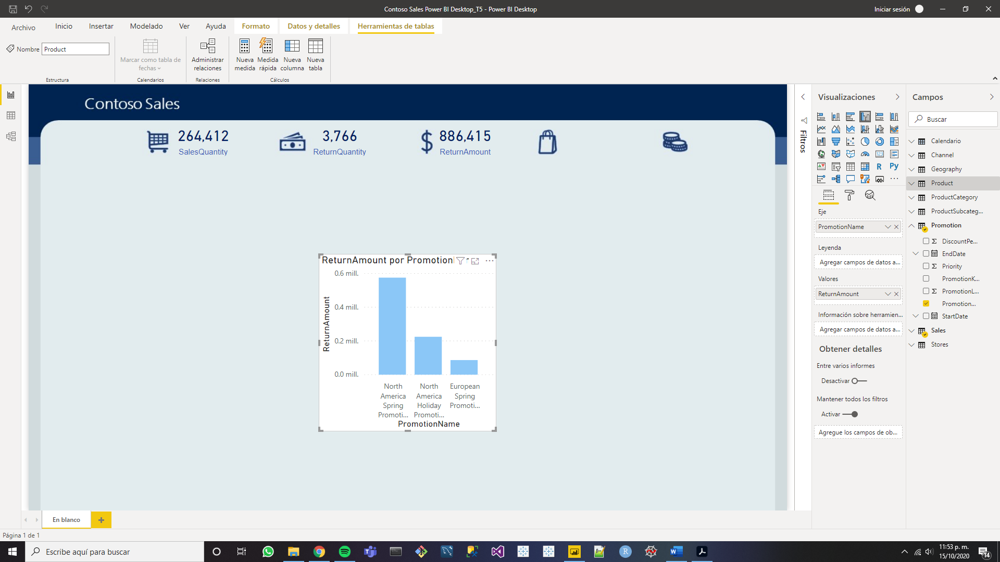 Contoso Sales Power BI Desktop_T5 - Power BI Desktop
Iniciar sesión
Archivo
Inicio
Insertar
Modelado
Ver
Ayuda
Formato
Datos y detalles
Herramientas de tablas
Nombre
Product
Marcar como tabla de
fechas
Administrar
relaciones
Nueva
medida
Medida
rápida
Nueva
columna
Nueva
tabla
Estructura
Calendarios
Relaciones
Cálculos
Contoso Sales
264,412
SalesQuantity
3,766
ReturnQuantity
$
886,415
ReturnAmount
ReturnAmount por Promotion
0.6 mill.
0.4 mill.
0.2 mill.
0.0 mill.
ReturnAmount
North
America
Spring
Promoti...
North
America
Holiday
Promoti...
European
Spring
Promoti...
PromotionName
Filtros
Visualizaciones
123
R
Py
Eje
PromotionName
Leyenda
Agregar campos de datos a...
Valores
ReturnAmount
Información sobre herramien...
Agregar campos de datos a...
Obtener detalles
Entre varios informes
Desactivar
Mantener todos los filtros
Activar
Agregue los campos de ob...
Campos
Buscar
Calendario
Channel
Geography
Product
ProductCategory
ProductSubcateg...
Promotion
Σ DiscountPe...
EndDate
Σ Priority
PromotionK...
Σ PromotionL...
Promotion...
StartDate
Sales
Stores
En blanco
Página 1 de 1
Escribe aquí para buscar
11:53 p. m.
15/10/2020
14